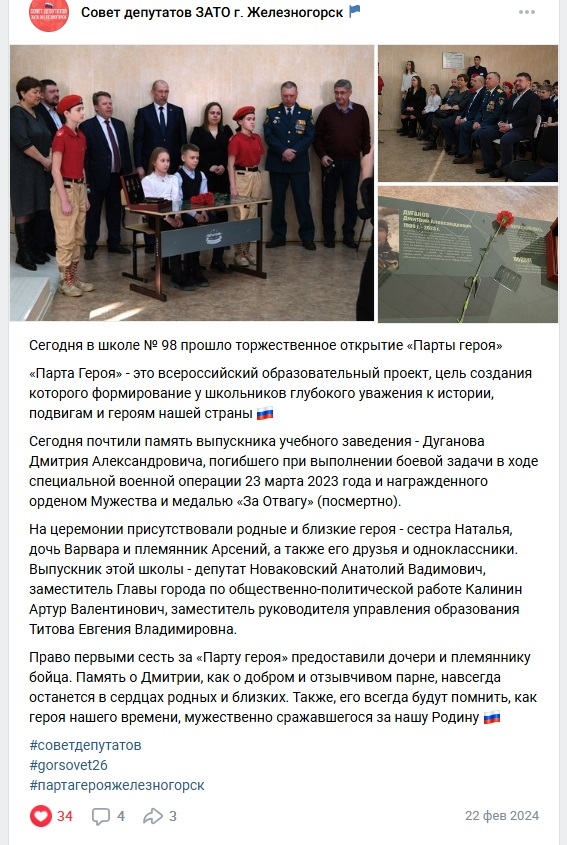 СОВЕТ ДЕПУТАТОВ
ЗАТО ЖЕЛЕЗНОГОРСК
Совет депутатов ЗАТО г. Железногорск
ДУГАНОВ
Дмитрий Александрович
Сегодня в школе № 98 прошло торжественное открытие «Парты героя»
«Парта Героя» - это всероссийский образовательный проект, цель создания
которого формирование у школьников глубокого уважения к истории,
подвигам и героям нашей страны
Сегодня почтили память выпускника учебного заведения - Дуганова
Дмитрия Александровича, погибшего при выполнении боевой задачи в ходе
специальной военной операции 23 марта 2023 года и награжденного
орденом Мужества и медалью «За Отвагу» (посмертно).
На церемонии присутствовали родные и близкие героя - сестра Наталья,
дочь Варвара и племянник Арсений, а также его друзья и одноклассники.
Выпускник этой школы - депутат Новаковский Анатолий Вадимович,
заместитель Главы города по общественно-политической работе Калинин
Артур Валентинович, заместитель руководителя управления образования
Титова Евгения Владимировна.
Право первыми сесть за «Парту героя» предоставили дочери и племяннику
бойца. Память о Дмитрии, как о добром и отзывчивом парне, навсегда
останется в сердцах родных и близких. Также, его всегда будут помнить, как
героя нашего времени, мужественно сражавшегося за нашу Родину
#советдепутатов
#gorsovet26
#партагерояжелезногорск
34 4 3 22 фев 2024